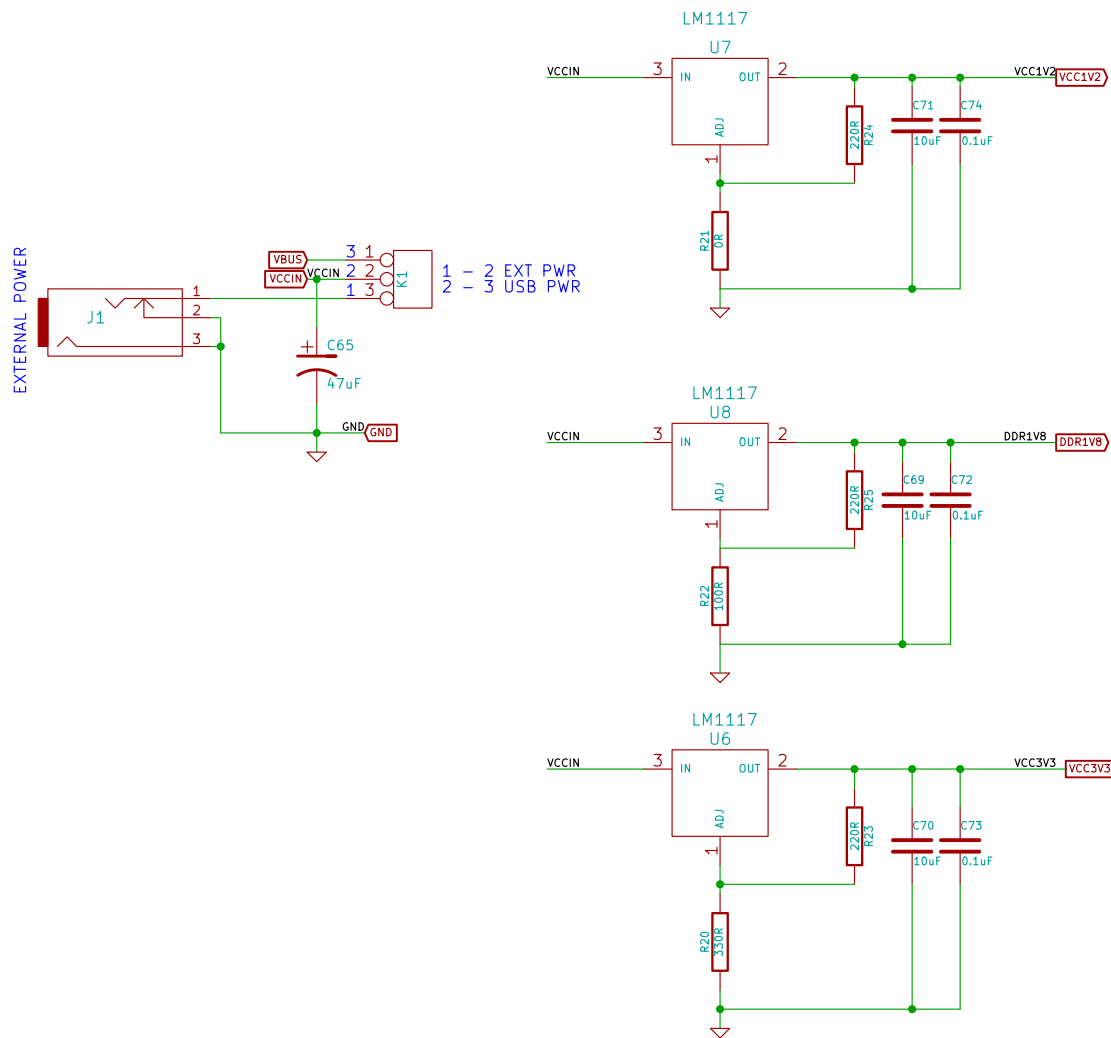 EXTERNAL POWER
J1
1
2
3
VBUS
VCCIN
VCCIN
3 1
2 2
1 3
K1
1 - 2 EXT PWR
2 - 3 USB PWR
C65
47uF
GND
GND
LM1117
U7
VCCIN
3
IN
OUT
2
ADJ
1
VCC1V2
VCC1V2
220R
R24
C71
10uF
C74
0.1uF
R21
0R
LM1117
U8
VCCIN
3
IN
OUT
2
ADJ
1
DDR1V8
DDR1V8
220R
R25
C69
10uF
C72
0.1uF
R22
100R
LM1117
U6
VCCIN
3
IN
OUT
2
ADJ
1
VCC3V3
VCC3V3
220R
R23
C70
10uF
C73
0.1uF
R20
330R